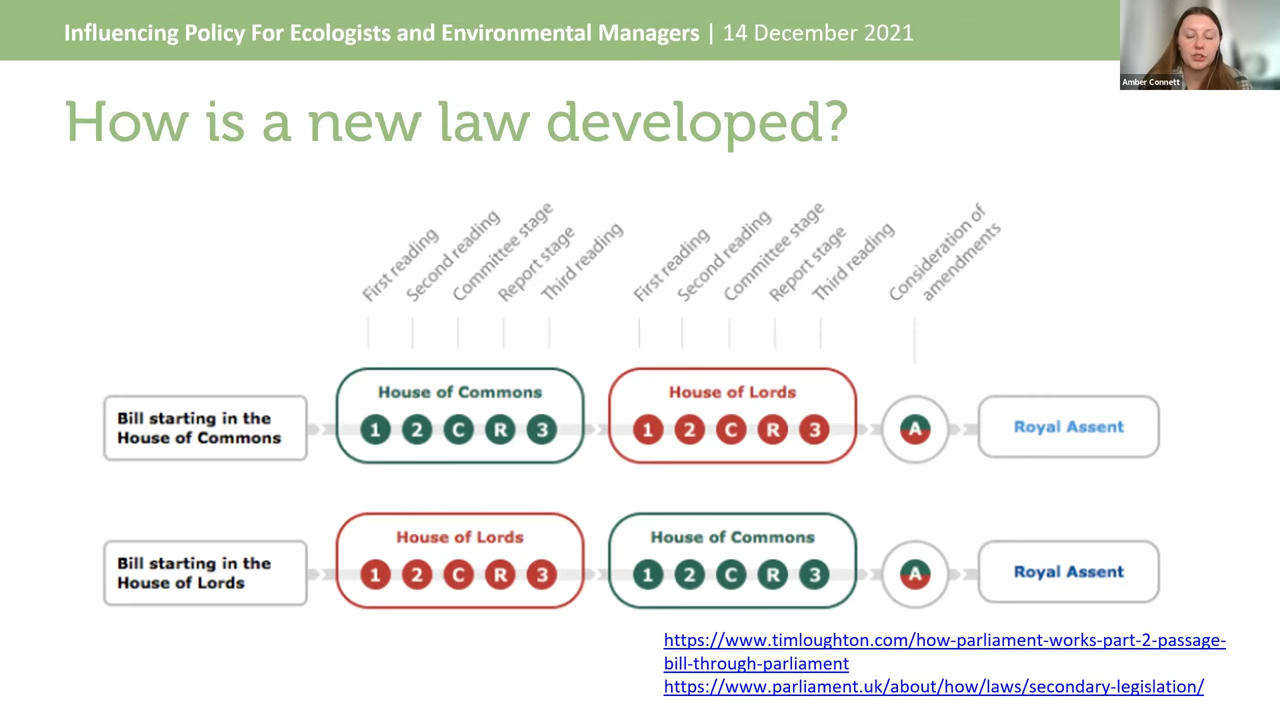 Influencing Policy For Ecologists and Environmental Managers | 14 December 2021
Amber Connett
How is a new law developed?
First reading
Second reading
Committee stage
Report stage
Third reading
First reading
Second reading
Committee stage
Report stage
Third reading
Consideration of
amendments
Bill starting in the
House of Commons
House of Commons
1 2 C R 3
House of Lords
1 2 C R 3
A
Royal Assent
Bill starting in the
House of Lords
House of Lords
1 2 C R 3
House of Commons
1 2 C R 3
A
Royal Assent
https://www.timloughton.com/how-parliament-works-part-2-passage-
bill-through-parliament
https://www.parliament.uk/about/how/laws/secondary-legislation/